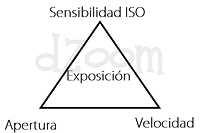 Sensibilidad ISO
dzoom
Exposición
Apertura
Velocidad